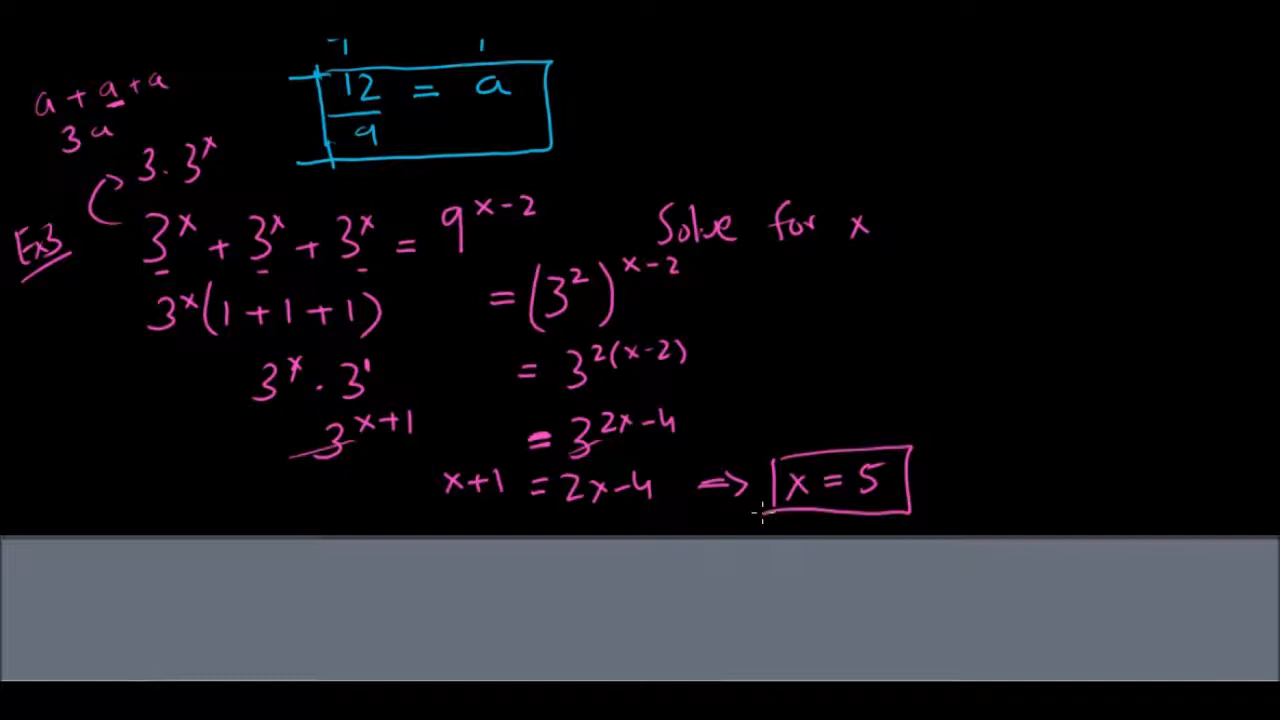 12/9 = a
a + a + a
3a
3 · 3^x
Ex3 3^x + 3^x + 3^x = 9^(x-2) Solve for x
3^x(1 + 1 + 1) = (3^2)^(x-2)
3^x · 3^1 = 3^(2(x-2))
3^(x+1) = 3^(2x-4)
x+1 = 2x-4 ⇒ x = 5